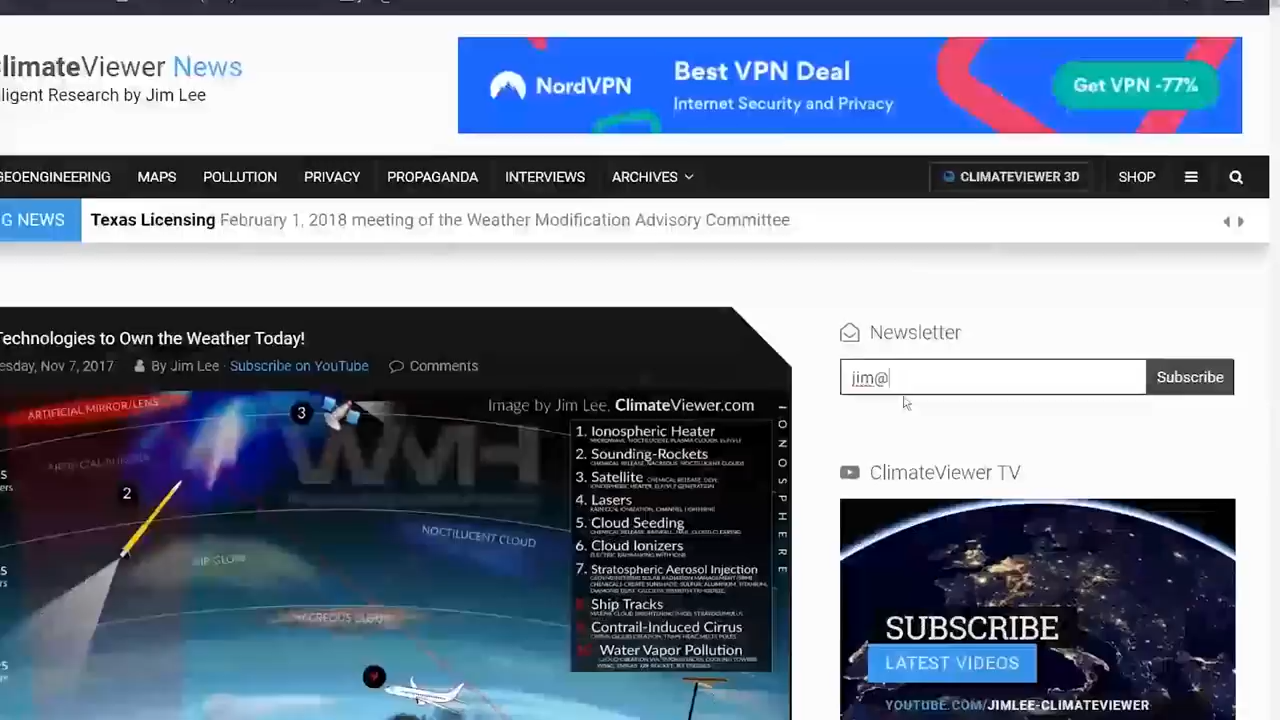 limateViewer News
lligent Research by Jim Lee
NordVPN
Best VPN Deal
Internet Security and Privacy
Get VPN -77%
GEOENGINEERING MAPS POLLUTION PRIVACY PROPAGANDA INTERVIEWS ARCHIVES CLIMATEVIEWER 3D SHOP
G NEWS Texas Licensing February 1, 2018 meeting of the Weather Modification Advisory Committee
Technologies to Own the Weather Today!
esday, Nov 7, 2017 By Jim Lee · Subscribe on YouTube Comments
ARTIFICIAL MIRROR/LENS
3
Image by Jim Lee, ClimateViewer.com
IONOSPHERE
HMW
1. Ionospheric Heater
2. Sounding-Rockets
3. Satellite
4. Lasers
5. Cloud Seeding
6. Cloud Ionizers
7. Stratospheric Aerosol Injection
Ship Tracks
Contrail-Induced Cirrus
Water Vapor Pollution
2
NOCTILUCENT CLOUD
Newsletter
jim@ Subscribe
ClimateViewer TV
SUBSCRIBE
LATEST VIDEOS
YOUTUBE.COM/JIMLEE-CLIMATEVIEWER